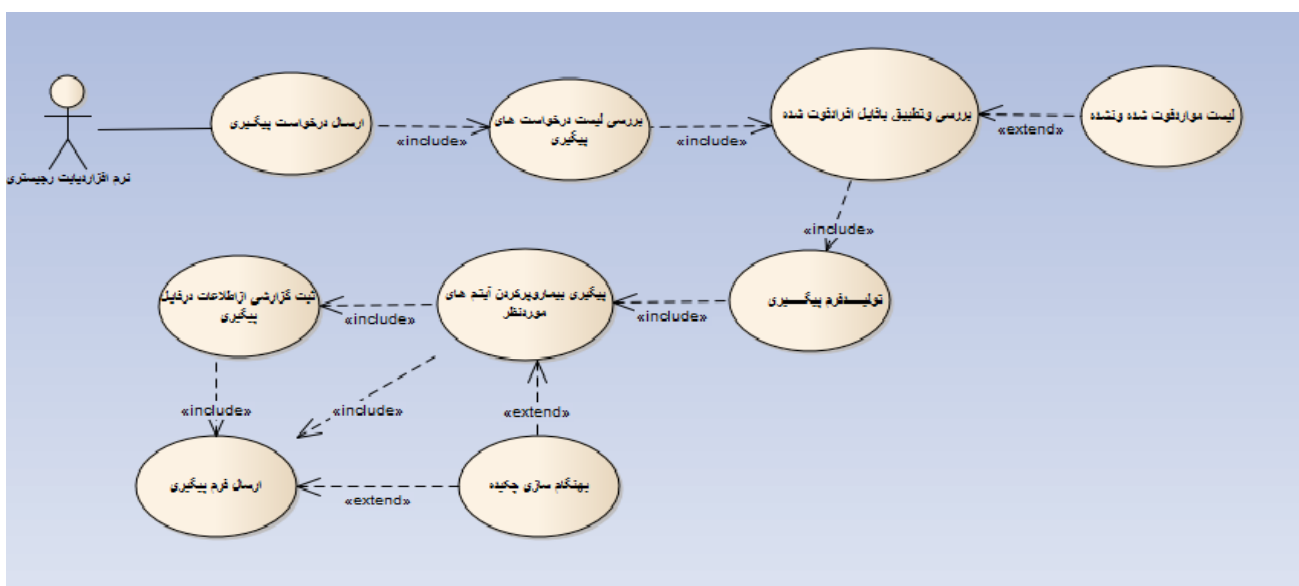 نرم افزاردیابت رجیستری
ارسال درخواست پیگیری
«include»
بررسی لیست درخواست های
پیگیری
«include»
بررسی وتطبیق بافایل افرادفوت شده
«extend»
لیست مواردفوت شده ونشده
«include»
تولیــدفرم پیگــــیری
«include»
پیگیری بیماروپرکردن آیتم های
موردنظر
«include»
ثبت گزارشی ازاطلاعات درفایل
پیگیری
«include»
«include»
«extend»
ارسال فرم پیگیری
«extend»
بهنگام سازی چکیده